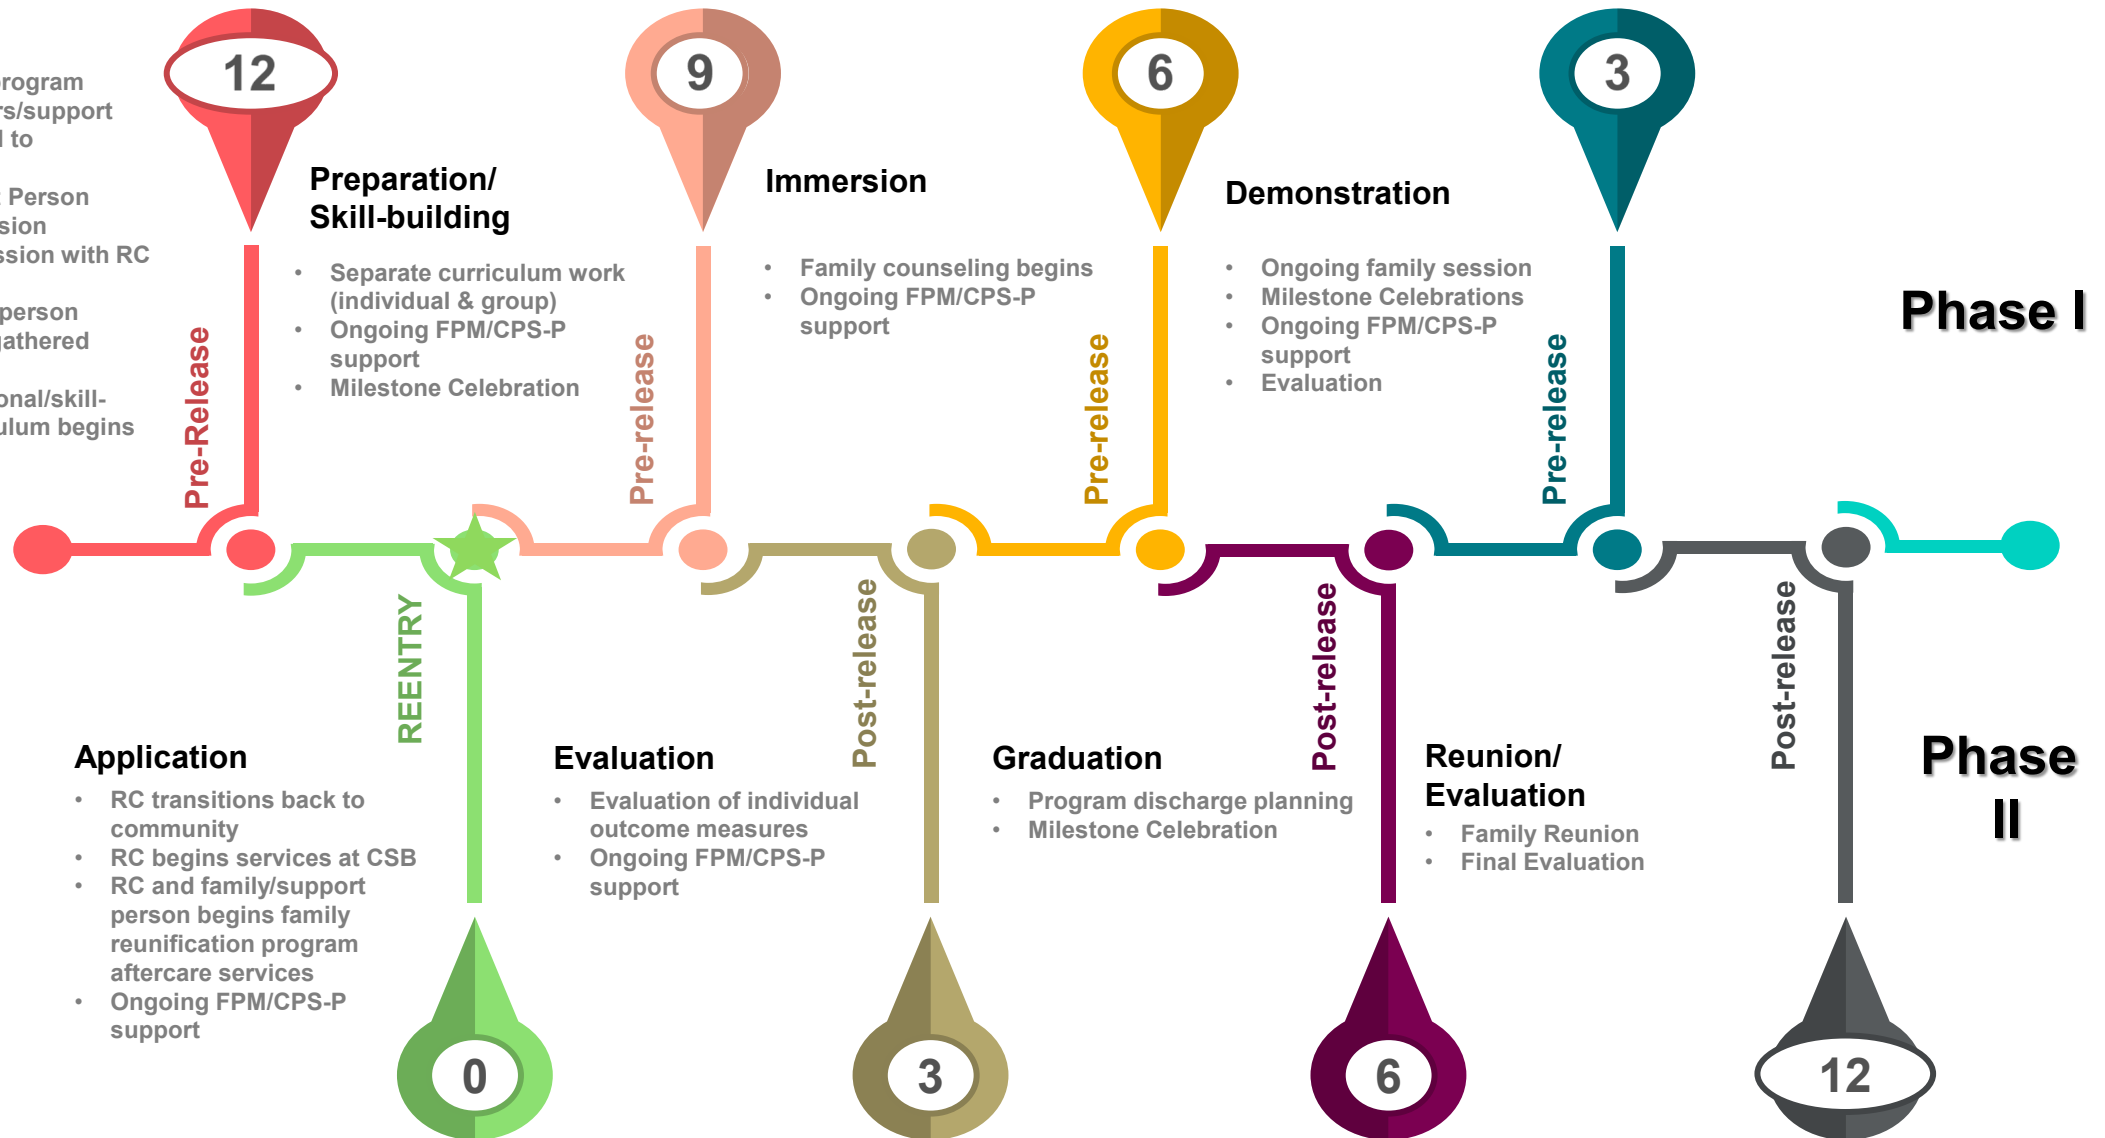 12
9
6
3
program
rs/support
l to
Person
sion
ssion with RC
person
gathered
onal/skill-
ulum begins
Pre-Release
Preparation/
Skill-building
• Separate curriculum work
(individual & group)
• Ongoing FPM/CPS-P
support
• Milestone Celebration
Pre-release
Immersion
• Family counseling begins
• Ongoing FPM/CPS-P
support
Pre-release
Demonstration
• Ongoing family session
• Milestone Celebrations
• Ongoing FPM/CPS-P
support
• Evaluation
Pre-release
Phase I
Application
• RC transitions back to
community
• RC begins services at CSB
• RC and family/support
person begins family
reunification program
aftercare services
• Ongoing FPM/CPS-P
support
REENTRY
Evaluation
• Evaluation of individual
outcome measures
• Ongoing FPM/CPS-P
support
Post-release
Graduation
• Program discharge planning
• Milestone Celebration
Post-release
Reunion/
Evaluation
• Family Reunion
• Final Evaluation
Post-release
Phase
II
0
3
6
12